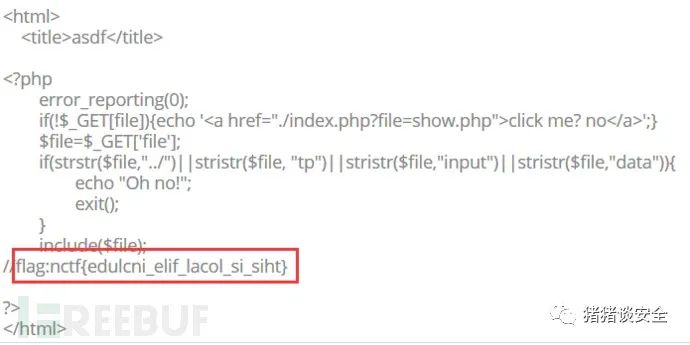 <html>
<title>asdf</title>
<?php
error_reporting(0);
if(!$_GET[file]){echo '<a href="./index.php?file=show.php">click me? no</a>';}
$file=$_GET['file'];
if(strstr($file,"../")||stristr($file, "tp")||stristr($file,"input")||stristr($file,"data")){
echo "Oh no!";
exit();
}
include($file);
//flag:nctf{edulcni_elif_lacol_si_siht}
?>
</html>
REEBUF
猪猪谈安全